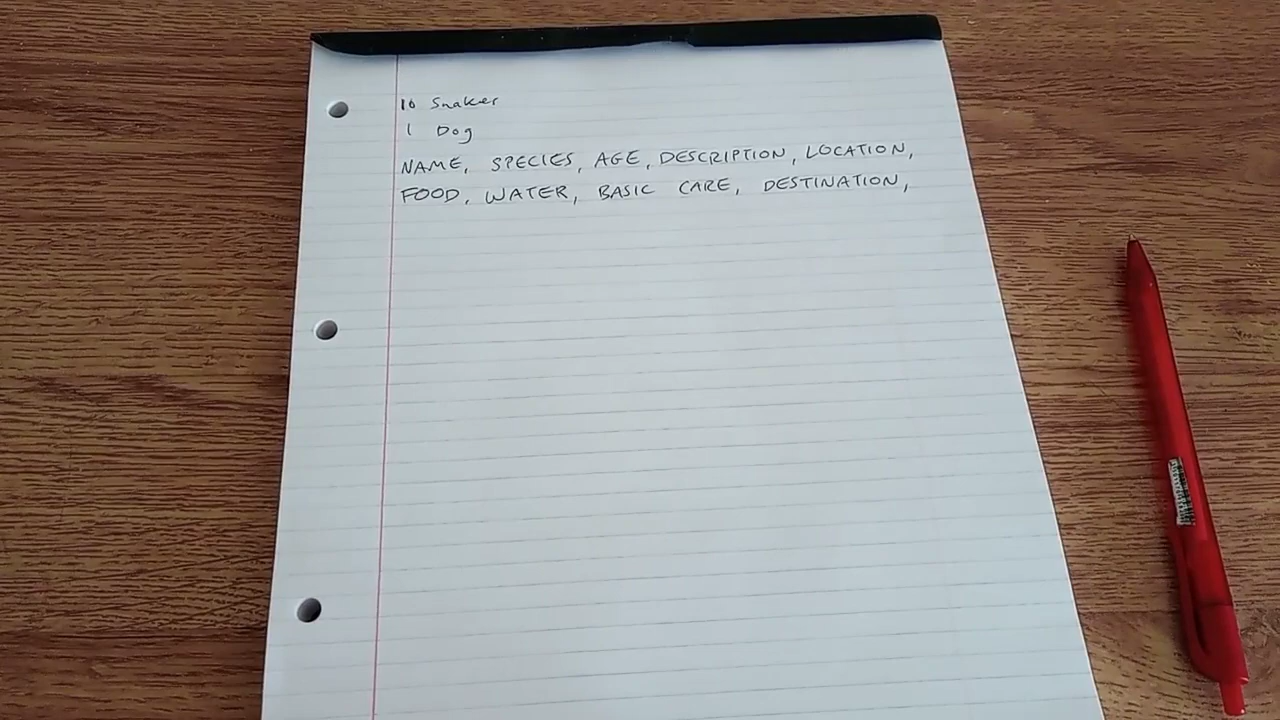 10 Snakes
1 Dog
NAME, SPECIES, AGE, DESCRIPTION, LOCATION,
FOOD, WATER, BASIC CARE, DESTINATION,